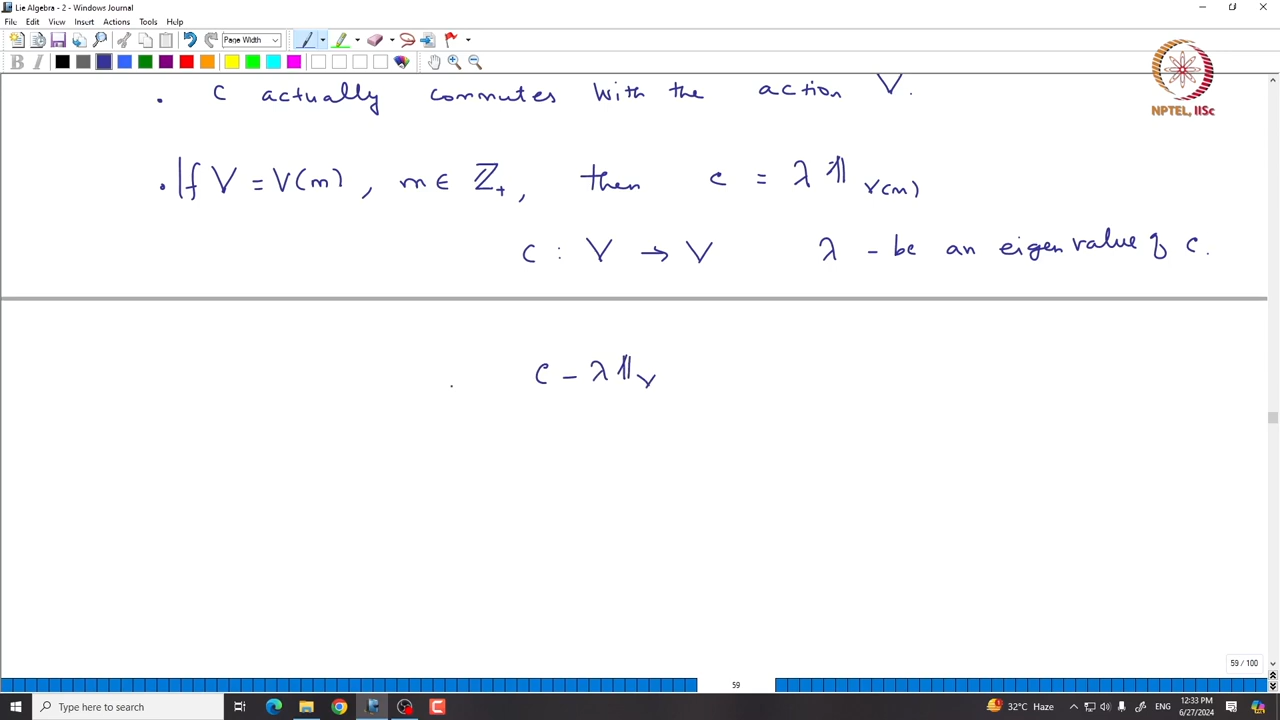 Lie Algebra - 2 - Windows Journal
File Edit View Insert Actions Tools Help
Page Width
B I
NPTEL, IISc
. C actually commutes with the action V.
. If V = V(m), m ∈ ℤ₊, then c = λ 𝟙_V(m)
c : V → V λ - be an eigen value of c.
C - λ 𝟙_V
59 / 100
59
Type here to search
32°C Haze
ENG
12:33 PM
6/27/2024